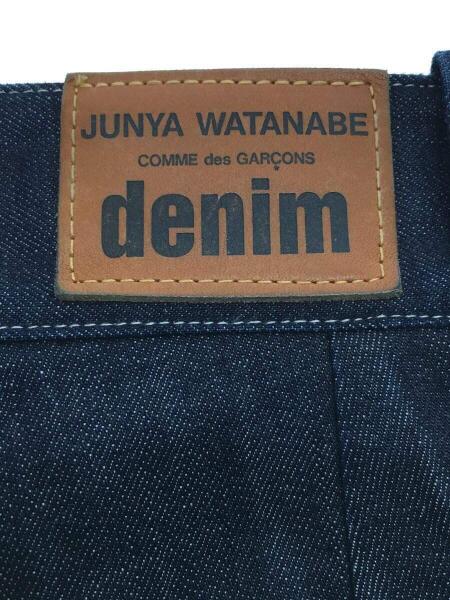 JUNYA WATANABE
COMME des GARÇONS
denim